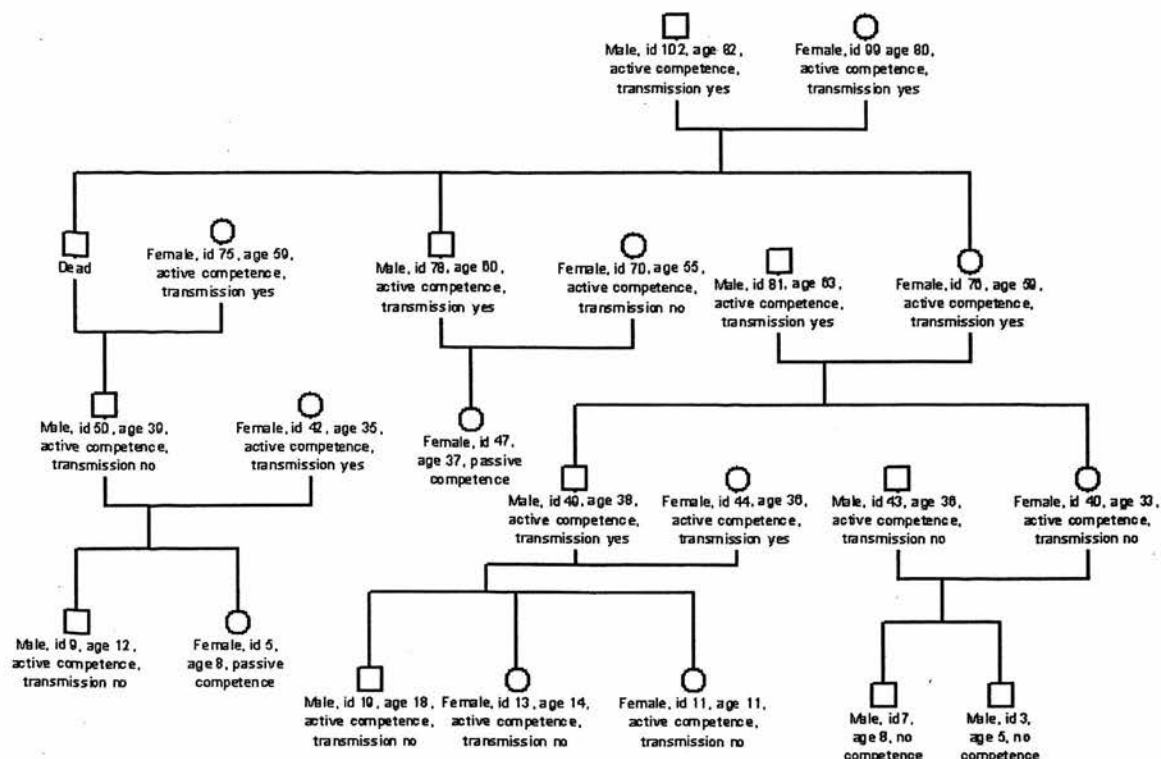 Male, id 102, age 82,
active competence,
transmission yes
Female, id 99 age 80,
active competence,
transmission yes
Dead
Female, id 75, age 59,
active competence,
transmission yes
Male, id 78, age 60,
active competence,
transmission yes
Female, id 70, age 55,
active competence,
transmission no
Male, id 81, age 63,
active competence,
transmission yes
Female, id 76, age 59,
active competence,
transmission yes
Male, id 50, age 39,
active competence,
transmission no
Female, id 42, age 35,
active competence,
transmission yes
Female, id 47,
age 37, passive
competence
Male, id 49, age 38,
active competence,
transmission yes
Female, id 44, age 36,
active competence,
transmission yes
Male, id 43, age 36,
active competence,
transmission no
Female, id 40, age 33,
active competence,
transmission no
Male, id 9, age 12,
active competence,
transmission no
Female, id 5,
age 8, passive
competence
Male, id 19, age 18,
active competence,
transmission no
Female, id 13, age 14,
active competence,
transmission no
Female, id 11, age 11,
active competence,
transmission no
Male, id 7,
age 8, no
competence
Male, id 3,
age 5, no
competence